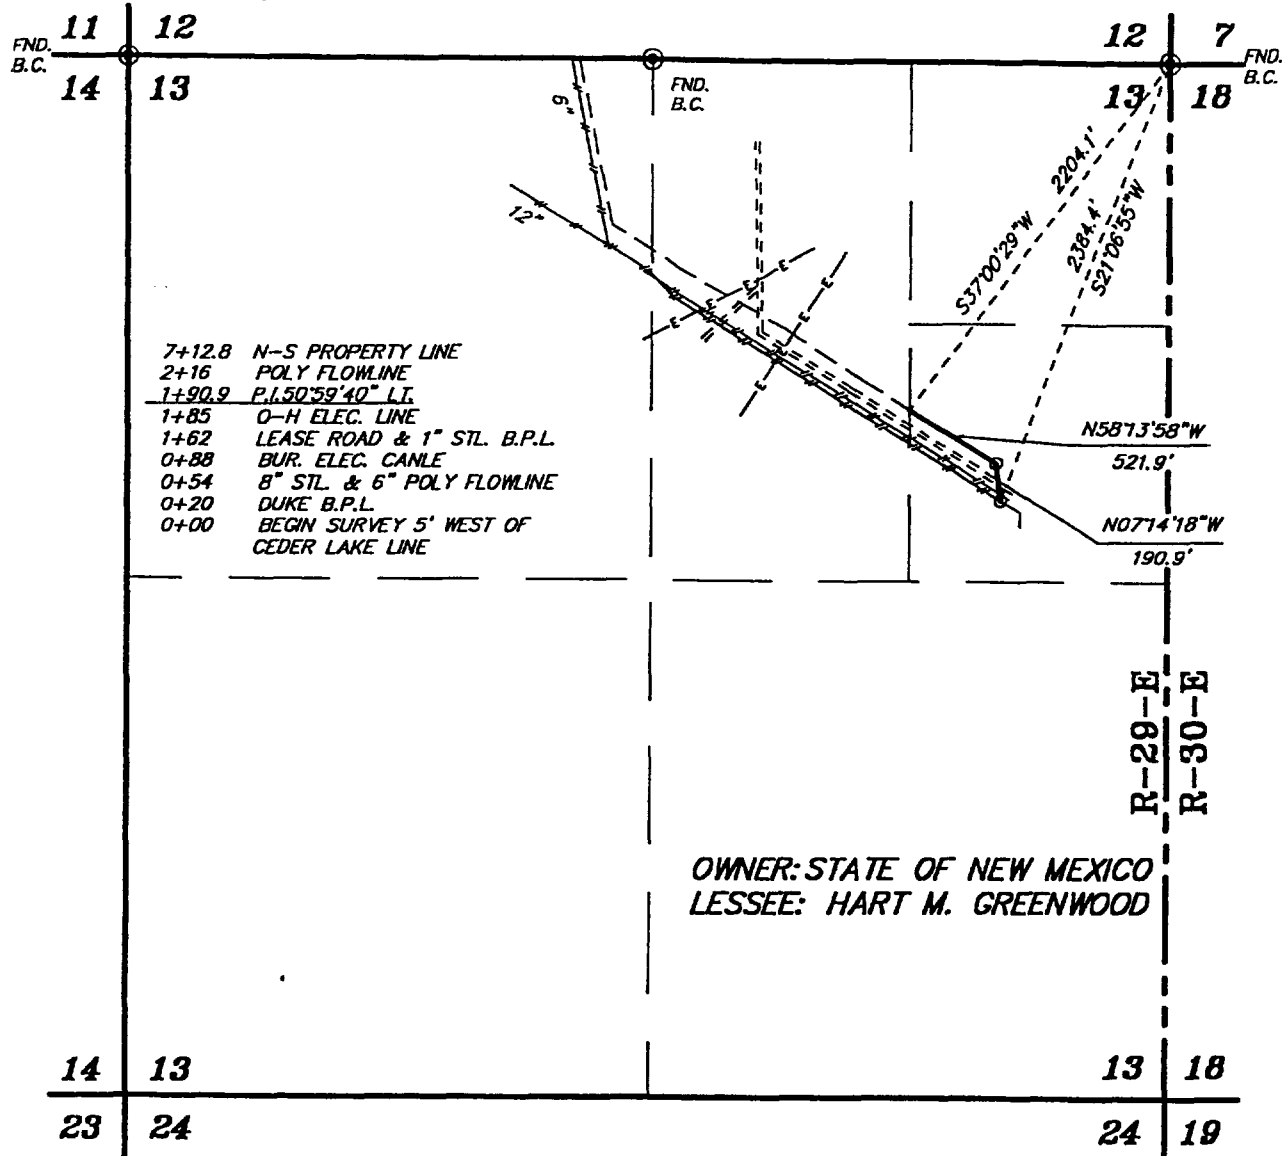 11 12
12 7
FND.
B.C.
FND.
B.C.
14 13
FND.
B.C.
13 18
6"
12"
2204.1'
S37°00'29"W
2384.4'
S21°06'55"W
7+12.8 N-S PROPERTY LINE
2+16 POLY FLOWLINE
1+90.9 P.I.50°59'40" LT.
1+85 O-H ELEC. LINE
1+62 LEASE ROAD & 1" STL. B.P.L.
0+88 BUR. ELEC. CANLE
0+54 8" STL. & 6" POLY FLOWLINE
0+20 DUKE B.P.L.
0+00 BEGIN SURVEY 5' WEST OF
CEDER LAKE LINE
E E E
E E E
N58°13'58"W
521.9'
N07°14'18"W
190.9'
R-29-E
R-30-E
OWNER: STATE OF NEW MEXICO
LESSEE: HART M. GREENWOOD
14 13
13 18
23 24
24 19